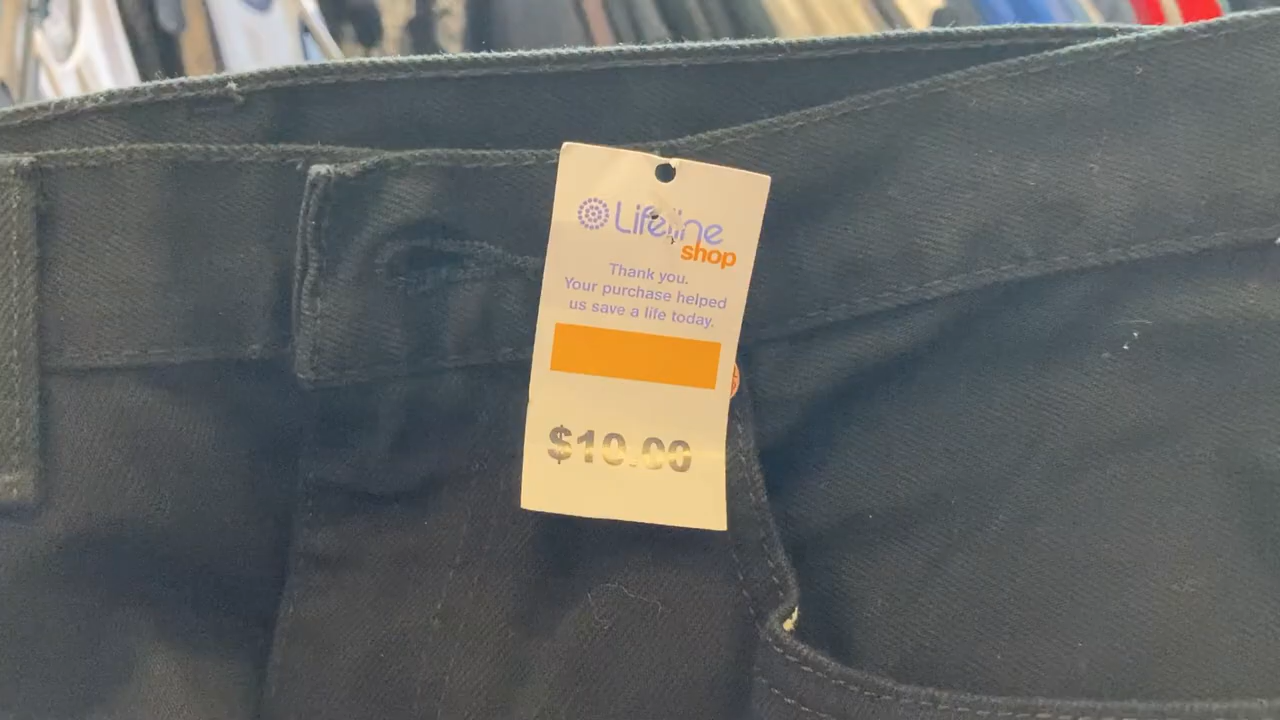 Lifeline
shop
Thank you.
Your purchase helped
us save a life today.
$10.00